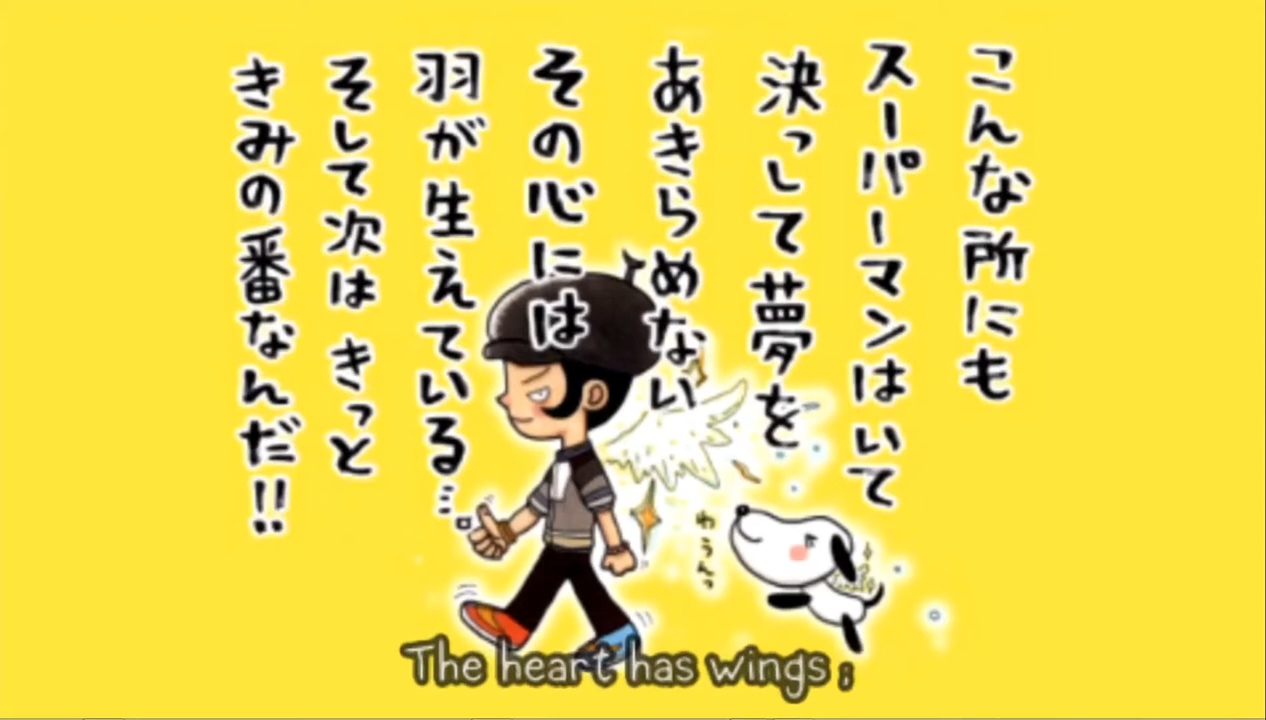 こんな所にも
スーパーマンはいて
決っして夢を
あきらめない
その心には
羽が生えている…。
そして次は きっと
きみの番なんだ!!
わうんっ
The heart has wings ;